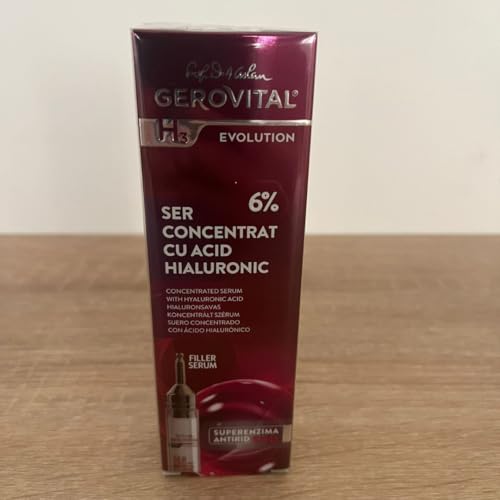 GEROVITAL®
H3 EVOLUTION
6%
SER
CONCENTRAT
CU ACID
HIALURONIC
CONCENTRATED SERUM
WITH HYALURONIC ACID
HIALURONSAVAS
KONCENTRÁLT SZÉRUM
SUERO CONCENTRADO
CON ÁCIDO HIALURÓNICO
FILLER
SERUM
SUPERENZIMA
ANTIRID